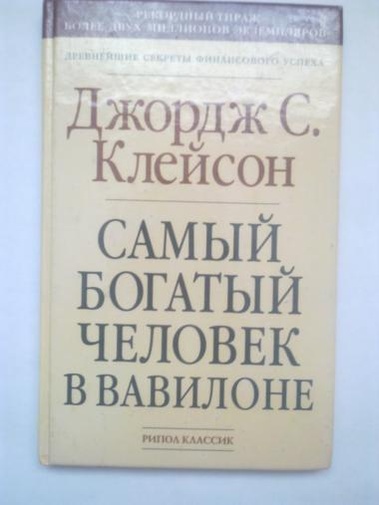 РЕКОРДНЫЙ ТИРАЖ
БОЛЕЕ ДВУХ МИЛЛИОНОВ ЭКЗЕМПЛЯРОВ
ДРЕВНЕЙШИЕ СЕКРЕТЫ ФИНАНСОВОГО УСПЕХА
Джордж С.
Клейсон
САМЫЙ
БОГАТЫЙ
ЧЕЛОВЕК
В ВАВИЛОНЕ
РИПОЛ КЛАССИК